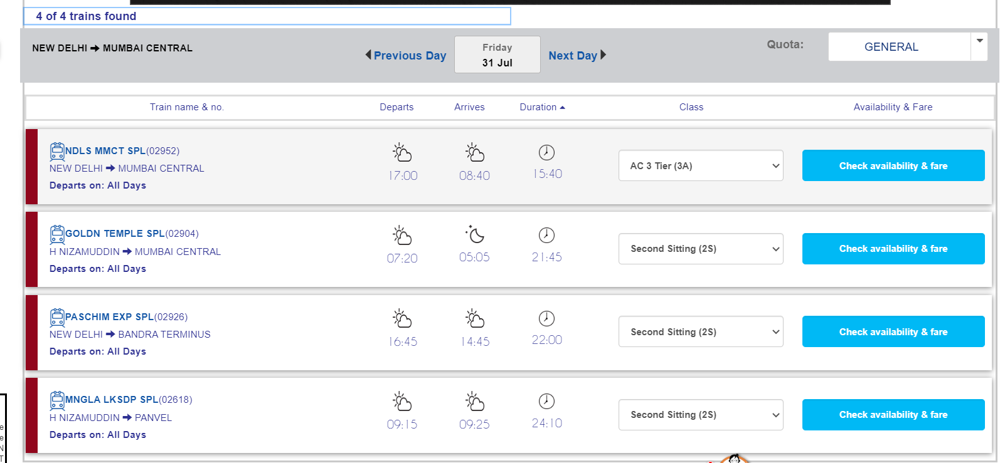 4 of 4 trains found
NEW DELHI MUMBAI CENTRAL
Previous Day
Friday
31 Jul
Next Day
Quota:
GENERAL
Train name & no. Departs Arrives Duration Class Availability & Fare
NDLS MMCT SPL(02952)
NEW DELHI MUMBAI CENTRAL
Departs on: All Days
17:00 08:40 15:40
AC 3 Tier (3A)
Check availability & fare
GOLDN TEMPLE SPL(02904)
H NIZAMUDDIN MUMBAI CENTRAL
Departs on: All Days
07:20 05:05 21:45
Second Sitting (2S)
Check availability & fare
PASCHIM EXP SPL(02926)
NEW DELHI BANDRA TERMINUS
Departs on: All Days
16:45 14:45 22:00
Second Sitting (2S)
Check availability & fare
MNGLA LKSDP SPL(02618)
H NIZAMUDDIN PANVEL
Departs on: All Days
09:15 09:25 24:10
Second Sitting (2S)
Check availability & fare